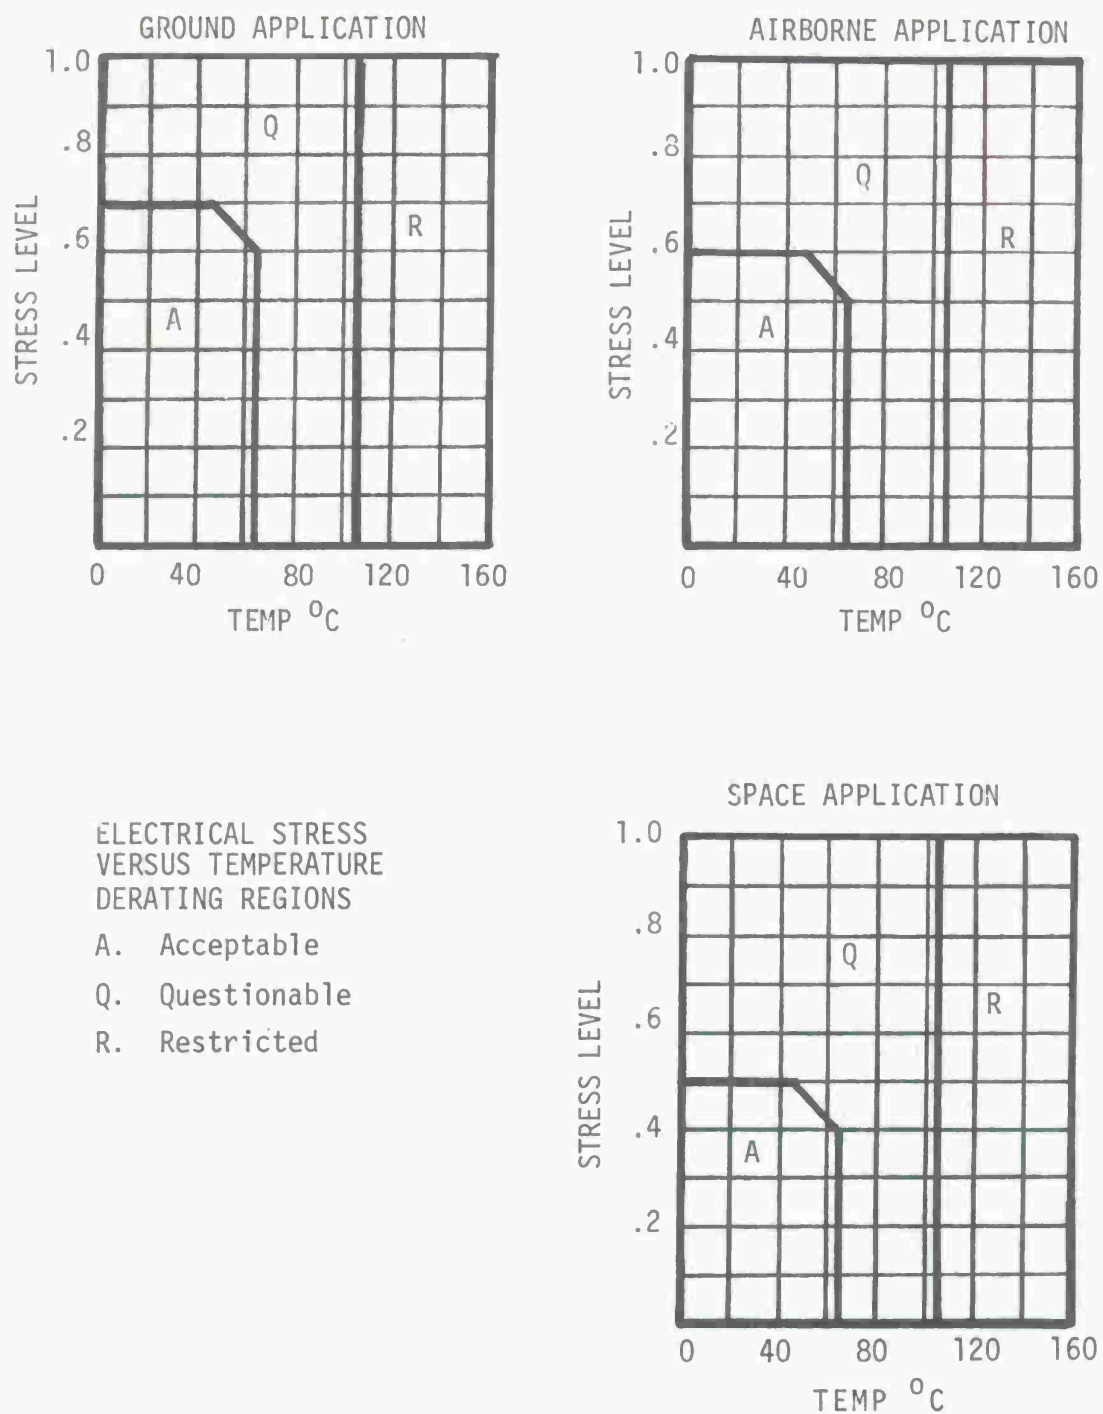 GROUND APPLICATION
1.0
.8
.6
.4
.2
STRESS LEVEL
Q
R
A
0 40 80 120 160
TEMP °C
AIRBORNE APPLICATION
1.0
.8
.6
.4
.2
STRESS LEVEL
Q
R
A
0 40 80 120 160
TEMP °C
ELECTRICAL STRESS
VERSUS TEMPERATURE
DERATING REGIONS
A. Acceptable
Q. Questionable
R. Restricted
SPACE APPLICATION
1.0
.8
.6
.4
.2
STRESS LEVEL
Q
R
A
0 40 80 120 160
TEMP °C